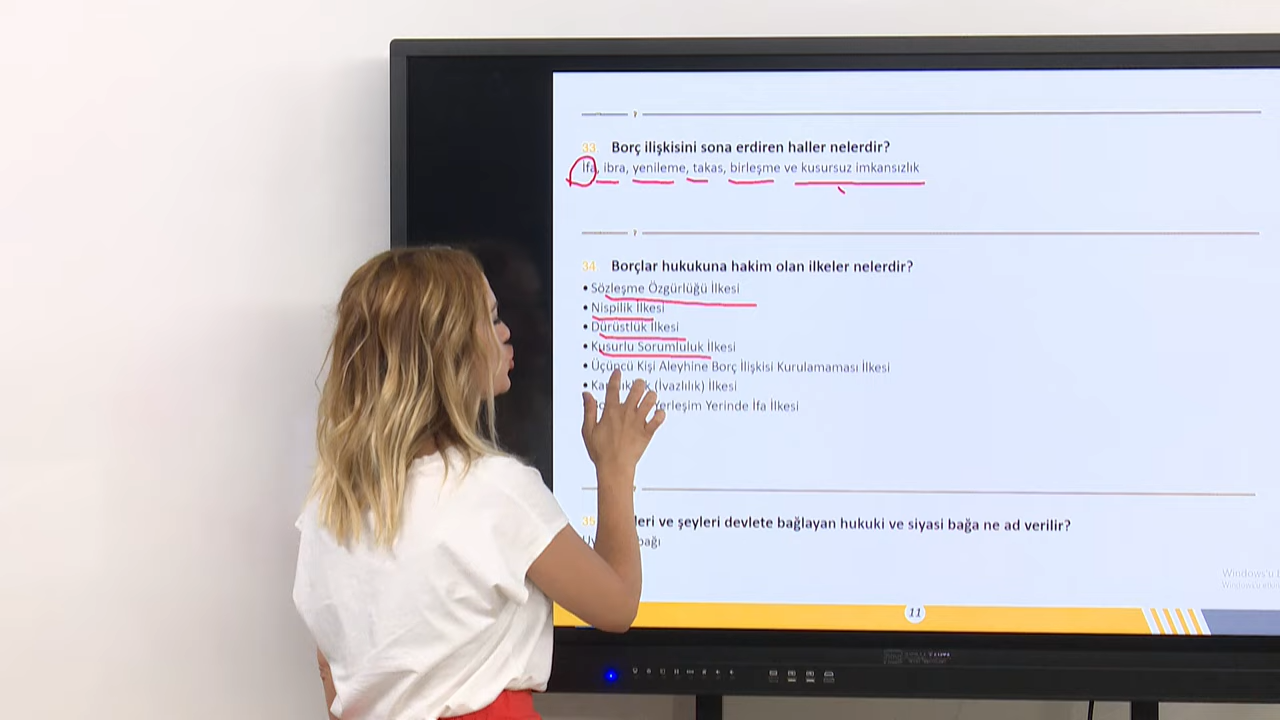 33. Borç ilişkisini sona erdiren haller nelerdir?
İfa, ibra, yenileme, takas, birleşme ve kusursuz imkansızlık
34. Borçlar hukukuna hakim olan ilkeler nelerdir?
• Sözleşme Özgürlüğü İlkesi
• Nispilik İlkesi
• Dürüstlük İlkesi
• Kusurlu Sorumluluk İlkesi
• Üçüncü Kişi Aleyhine Borç İlişkisi Kurulamaması İlkesi
• (İvazlılık) İlkesi
Yerleşim Yerinde İfa İlkesi
35. ve şeyleri devlete bağlayan hukuki ve siyasi bağa ne ad verilir?
bağı
Windows'u
11